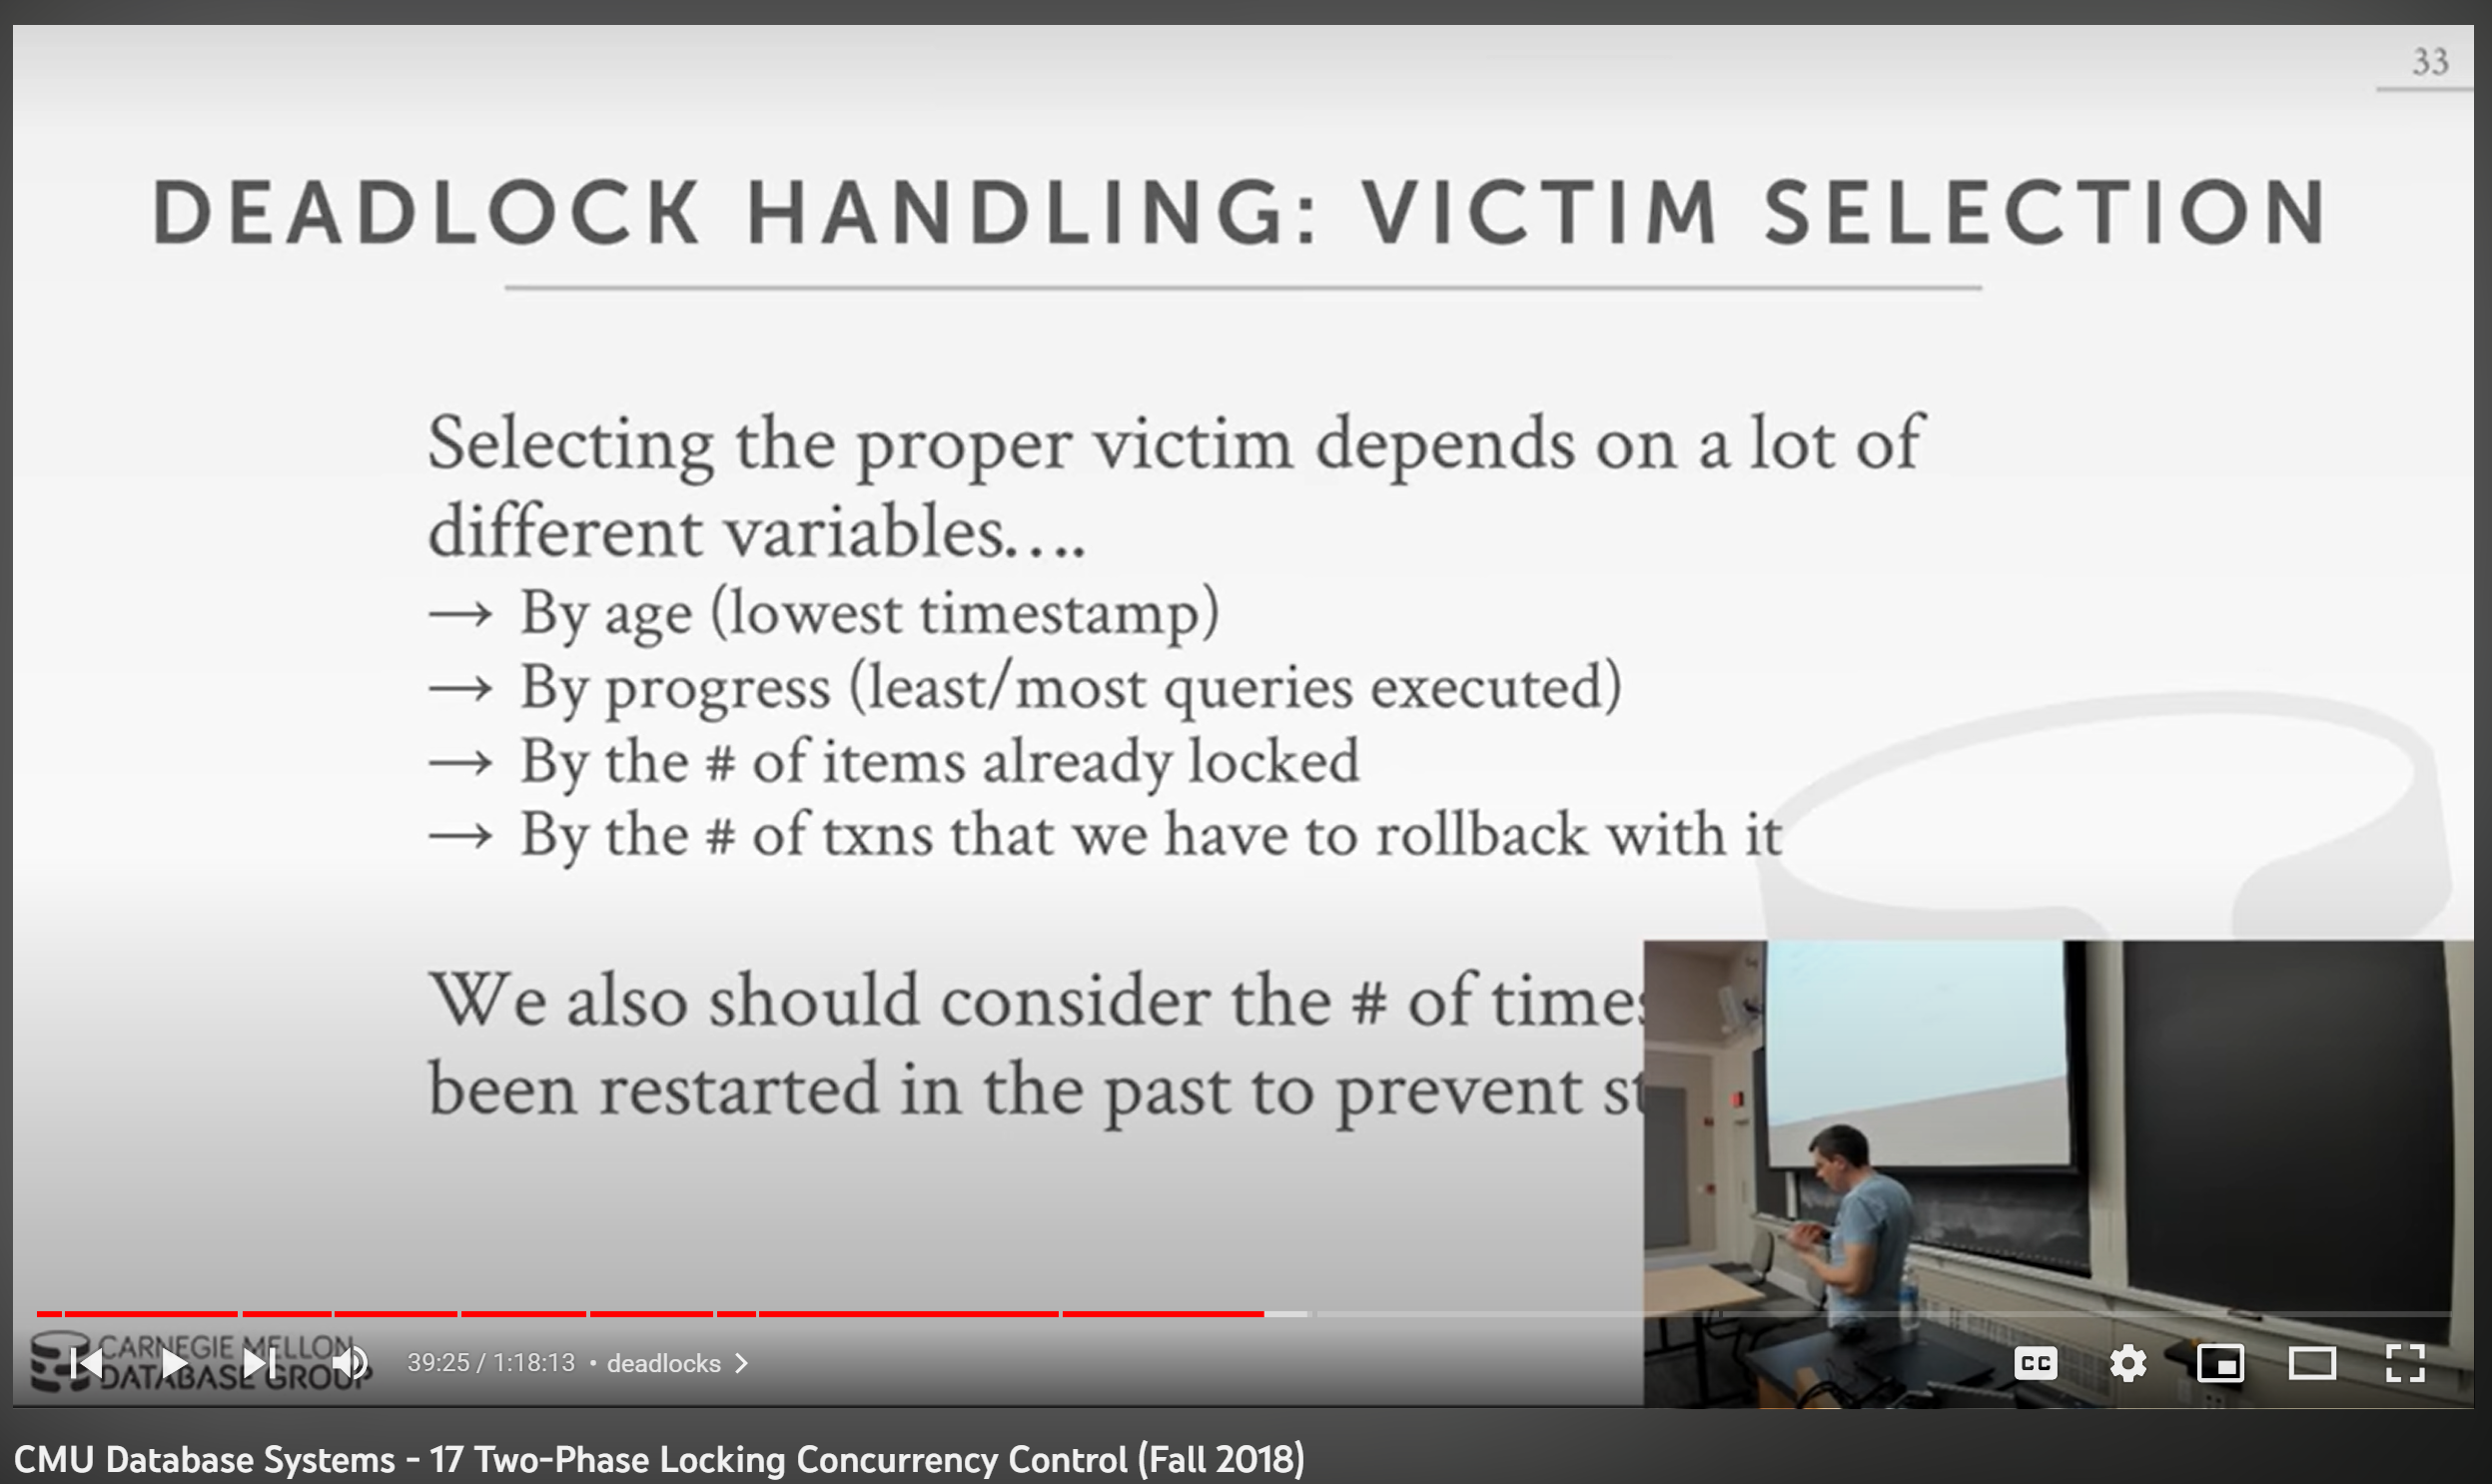 33
DEADLOCK HANDLING: VICTIM SELECTION
Selecting the proper victim depends on a lot of
different variables....
→ By age (lowest timestamp)
→ By progress (least/most queries executed)
→ By the # of items already locked
→ By the # of txns that we have to rollback with it
We also should consider the # of times
been restarted in the past to prevent
CARNEGIE MELLON
DATABASE GROUP
39:25 / 1:18:13 • deadlocks >
CC
CMU Database Systems - 17 Two-Phase Locking Concurrency Control (Fall 2018)